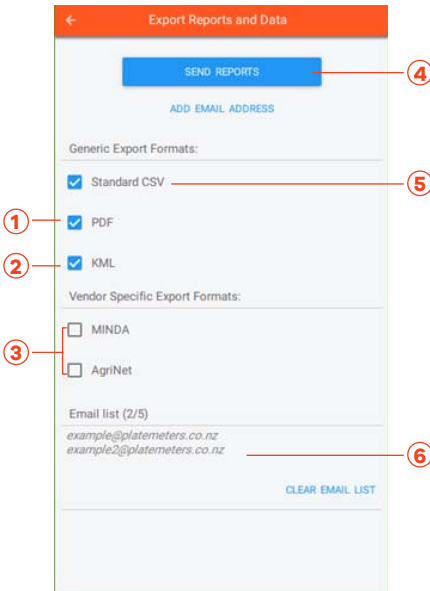 Export Reports and Data
SEND REPORTS
4
ADD EMAIL ADDRESS
Generic Export Formats:
Standard CSV
5
1
PDF
2
KML
Vendor Specific Export Formats:
MINDA
3
AgriNet
Email list (2/5)
example@platemeters.co.nz
example2@platemeters.co.nz
6
CLEAR EMAIL LIST